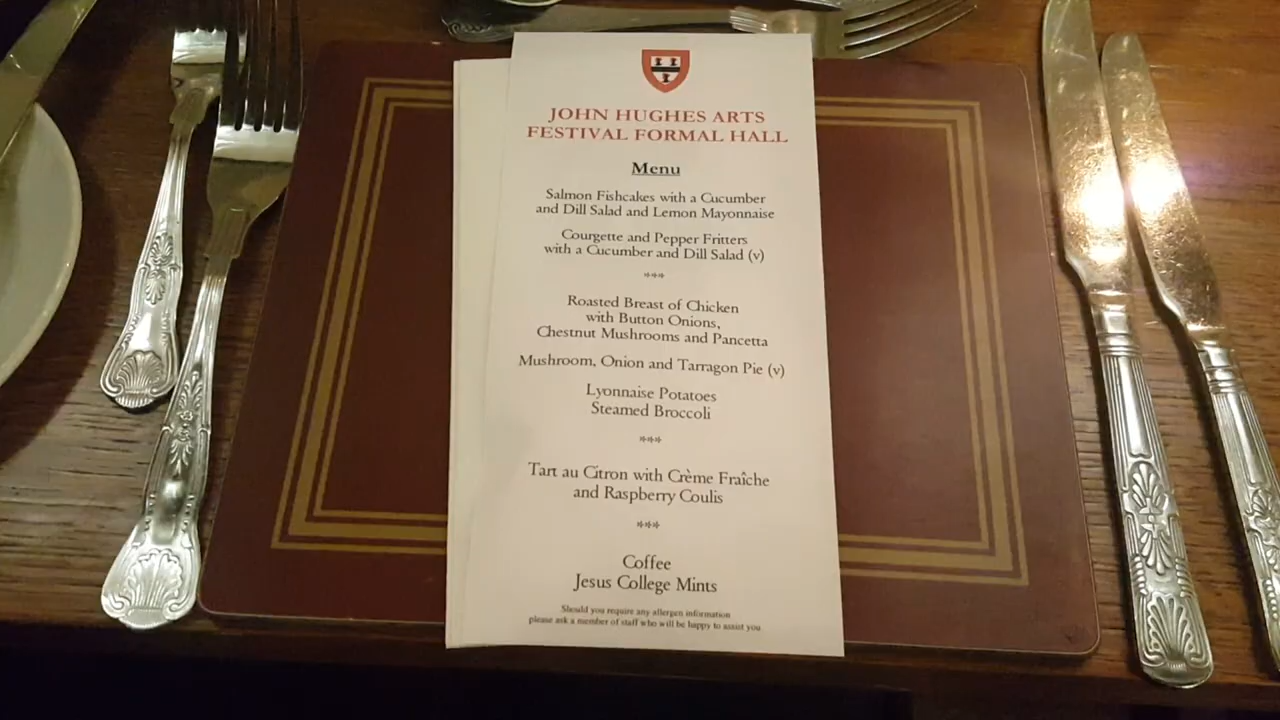 JOHN HUGHES ARTS
FESTIVAL FORMAL HALL
Menu
Salmon Fishcakes with a Cucumber
and Dill Salad and Lemon Mayonnaise
Courgette and Pepper Fritters
with a Cucumber and Dill Salad (v)
***
Roasted Breast of Chicken
with Button Onions,
Chestnut Mushrooms and Pancetta
Mushroom, Onion and Tarragon Pie (v)
Lyonnaise Potatoes
Steamed Broccoli
***
Tart au Citron with Crème Fraîche
and Raspberry Coulis
***
Coffee
Jesus College Mints
Should you require any allergen information
please ask a member of staff who will be happy to assist you